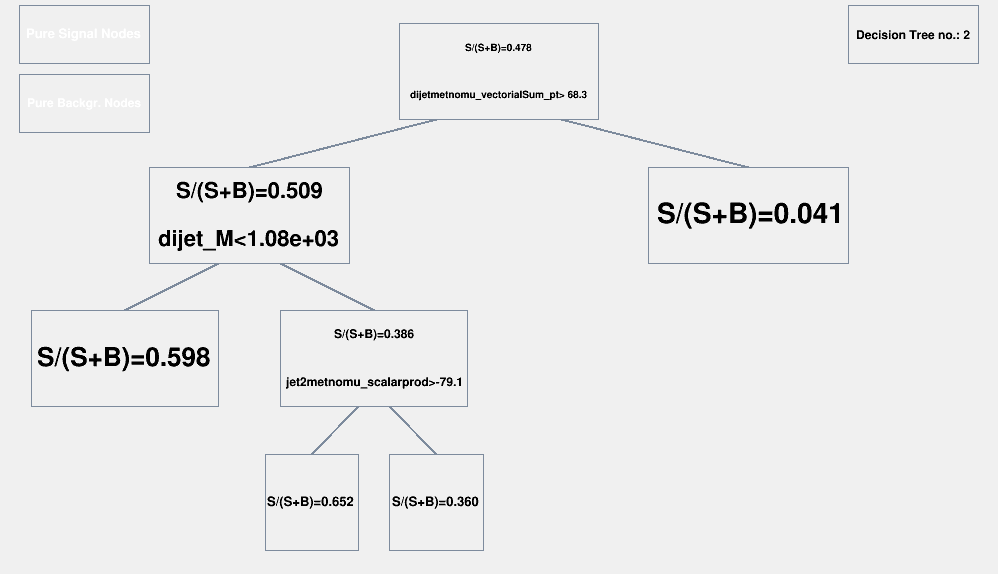 Pure Signal Nodes
Pure Backgr. Nodes
Decision Tree no.: 2
S/(S+B)=0.478
dijetmetnomu_vectorialSum_pt> 68.3
S/(S+B)=0.509
dijet_M<1.08e+03
S/(S+B)=0.041
S/(S+B)=0.598
S/(S+B)=0.386
jet2metnomu_scalarprod>-79.1
S/(S+B)=0.652
S/(S+B)=0.360